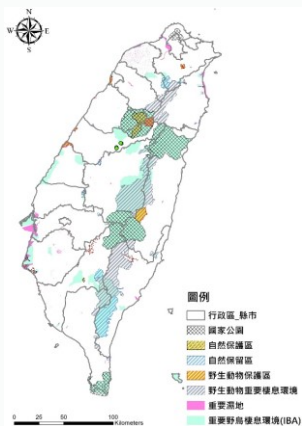 N
W
E
S
圖例
行政區_縣市
國家公園
自然保護區
自然保留區
野生動物保護區
野生動物重要棲息環境
重要濕地
重要野鳥棲息環境(IBA)
0 25 50 100
Kilometers